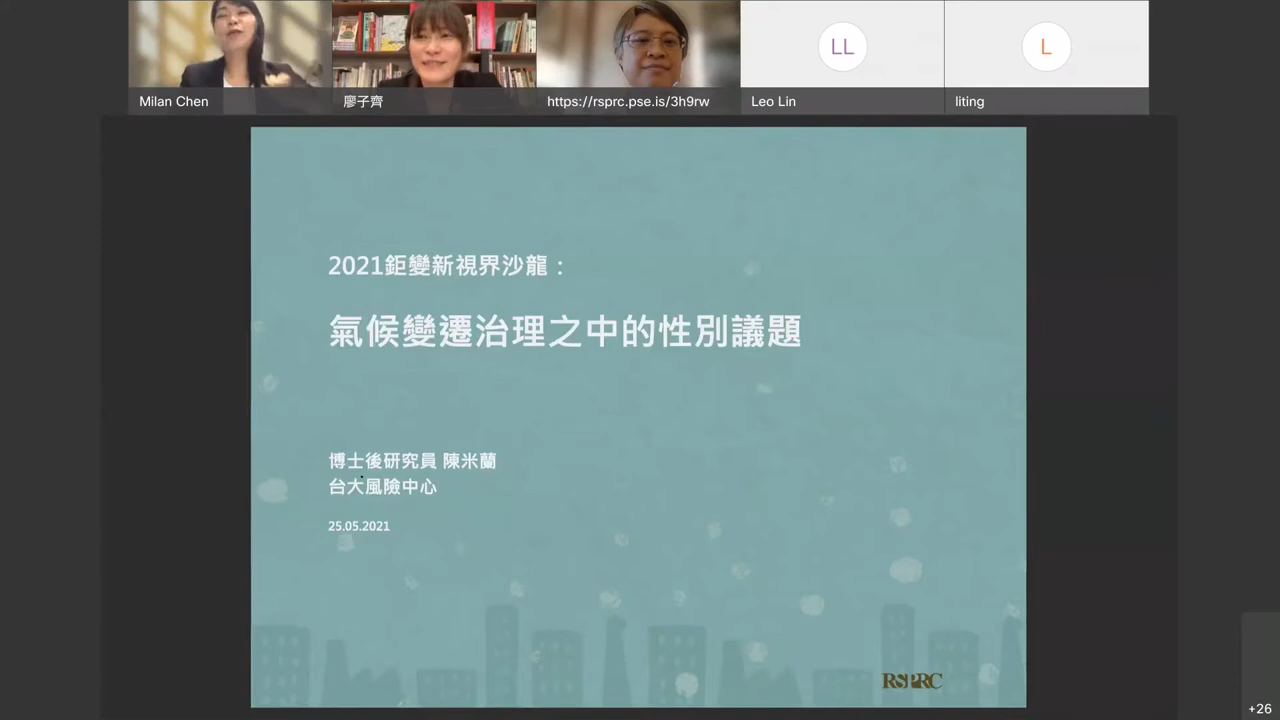 Milan Chen
廖子齊
https://rsprc.pse.is/3h9rw
LL
Leo Lin
L
liting
2021鉅變新視界沙龍：
氣候變遷治理之中的性別議題
博士後研究員 陳米蘭
台大風險中心
25.05.2021
RSPRC
+26